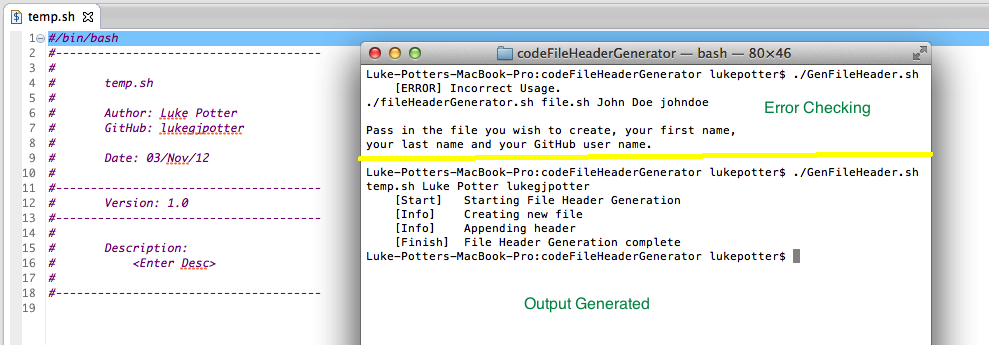 temp.sh
1 #/bin/bash
2 #---------------------------------------
3 #
4 # temp.sh
5 #
6 # Author: Luke Potter
7 # GitHub: lukegjpotter
8 #
9 # Date: 03/Nov/12
10 #
11 #---------------------------------------
12 # Version: 1.0
13 #---------------------------------------
14 #
15 # Description:
16 # <Enter Desc>
17 #
18 #---------------------------------------
19
codeFileHeaderGenerator — bash — 80×46
Luke-Potters-MacBook-Pro:codeFileHeaderGenerator lukepotter$ ./GenFileHeader.sh
[ERROR] Incorrect Usage.
./fileHeaderGenerator.sh file.sh John Doe johndoe
Error Checking
Pass in the file you wish to create, your first name,
your last name and your GitHub user name.
Luke-Potters-MacBook-Pro:codeFileHeaderGenerator lukepotter$ ./GenFileHeader.sh
temp.sh Luke Potter lukegjpotter
[Start] Starting File Header Generation
[Info] Creating new file
[Info] Appending header
[Finish] File Header Generation complete
Luke-Potters-MacBook-Pro:codeFileHeaderGenerator lukepotter$
Output Generated